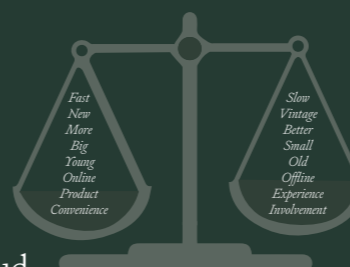 Fast
New
More
Big
Young
Online
Product
Convenience
Slow
Vintage
Better
Small
Old
Offline
Experience
Involvement